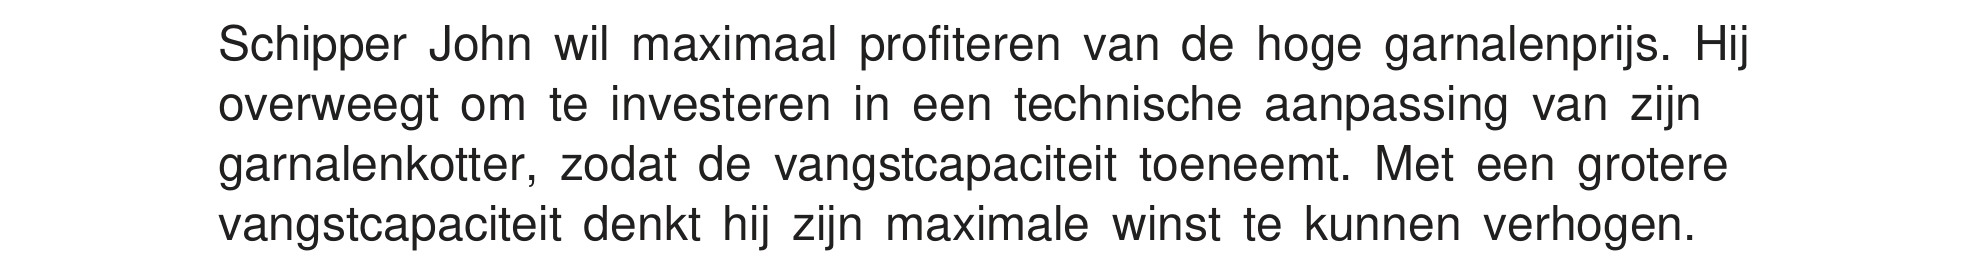 Schipper John wil maximaal profiteren van de hoge garnalenprijs. Hij
overweegt om te investeren in een technische aanpassing van zijn
garnalenkotter, zodat de vangstcapaciteit toeneemt. Met een grotere
vangstcapaciteit denkt hij zijn maximale winst te kunnen verhogen.